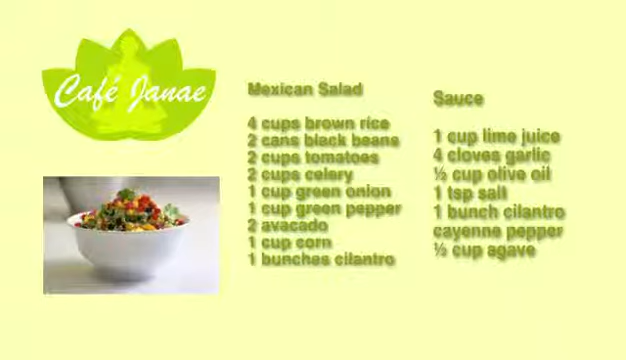 Café Janae
Mexican Salad
4 cups brown rice
2 cans black beans
2 cups tomatoes
2 cups celery
1 cup green onion
1 cup green pepper
2 avacado
1 cup corn
1 bunches cilantro
Sauce
1 cup lime juice
4 cloves garlic
½ cup olive oil
1 tsp salt
1 bunch cilantro
cayenne pepper
½ cup agave